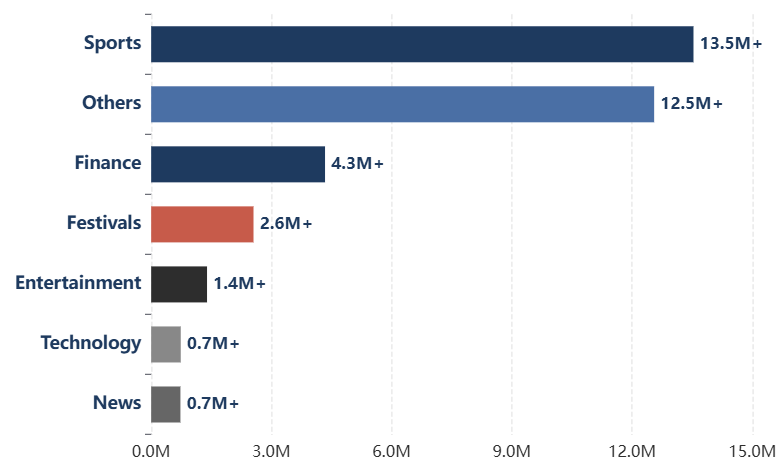 Sports 13.5M+
Others 12.5M+
Finance 4.3M+
Festivals 2.6M+
Entertainment 1.4M+
Technology 0.7M+
News 0.7M+
0.0M 3.0M 6.0M 9.0M 12.0M 15.0M